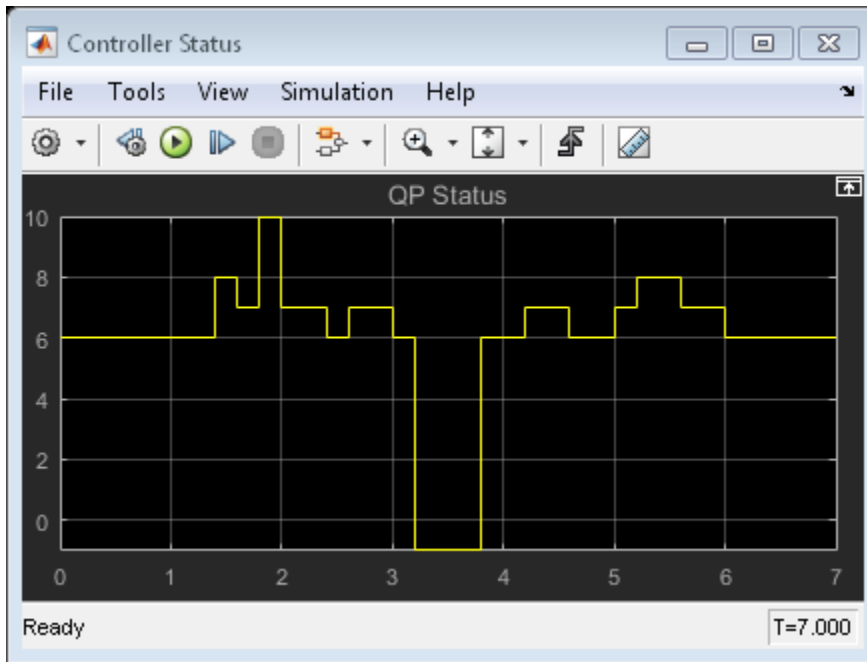 Controller Status
File Tools View Simulation Help
QP Status
10
8
6
4
2
0
0 1 2 3 4 5 6 7
Ready T=7.000